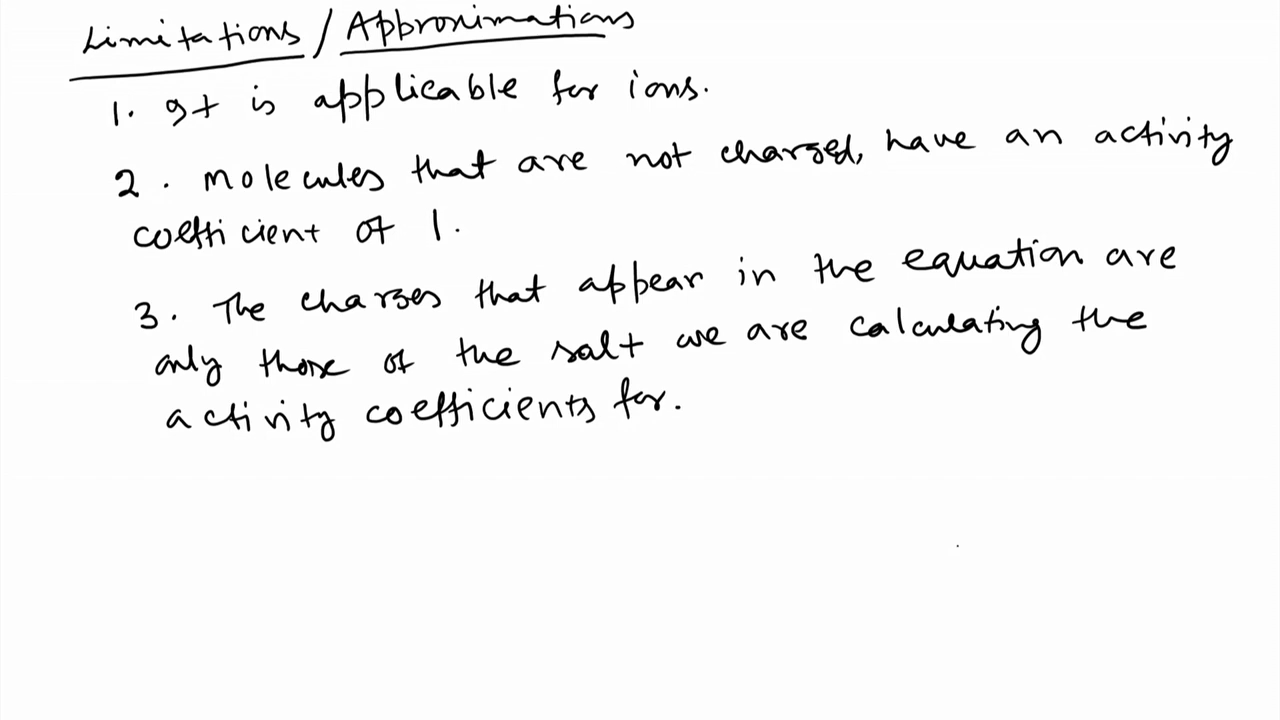 Limitations / Approximations
1. It is applicable for ions.
2. Molecules that are not charged, have an activity
coefficient of 1.
3. The charges that appear in the equation are
only those of the salt we are calculating the
activity coefficients for.